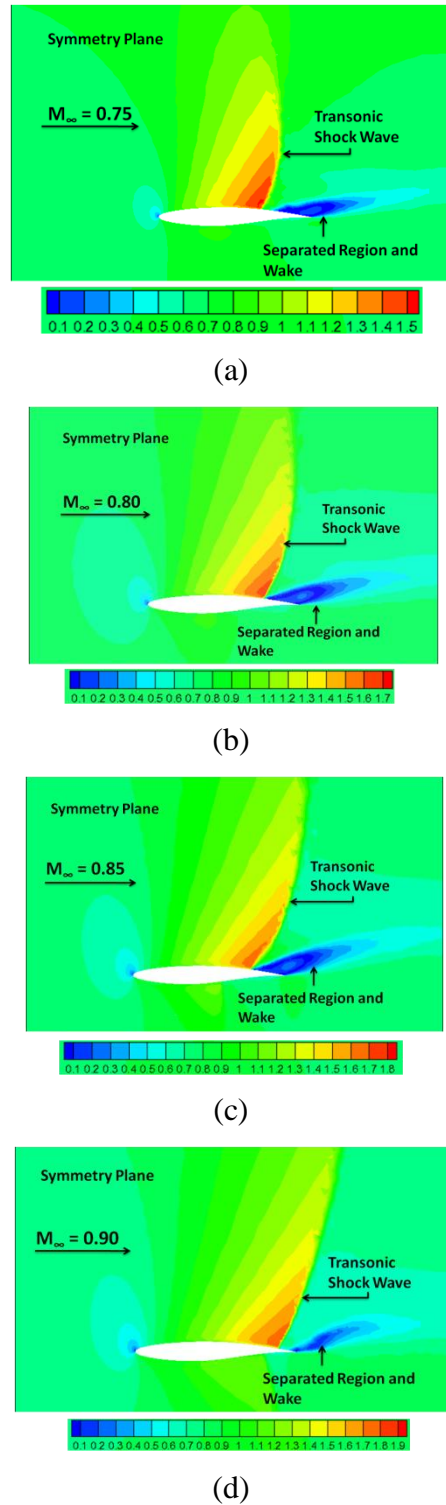 Symmetry Plane
M∞ = 0.75
Transonic
Shock Wave
Separated Region and
Wake
0.1 0.2 0.3 0.4 0.5 0.6 0.7 0.8 0.9 1 1.1 1.2 1.3 1.4 1.5
(a)
Symmetry Plane
M∞ = 0.80
Transonic
Shock Wave
Separated Region and
Wake
0.1 0.2 0.3 0.4 0.5 0.6 0.7 0.8 0.9 1 1.1 1.2 1.3 1.4 1.5 1.6 1.7
(b)
Symmetry Plane
M∞ = 0.85
Transonic
Shock Wave
Separated Region and
Wake
0.1 0.2 0.3 0.4 0.5 0.6 0.7 0.8 0.9 1 1.1 1.2 1.3 1.4 1.5 1.6 1.7 1.8
(c)
Symmetry Plane
M∞ = 0.90
Transonic
Shock Wave
Separated Region and
Wake
0.1 0.2 0.3 0.4 0.5 0.6 0.7 0.8 0.9 1 1.1 1.2 1.3 1.4 1.5 1.6 1.7 1.8 1.9
(d)